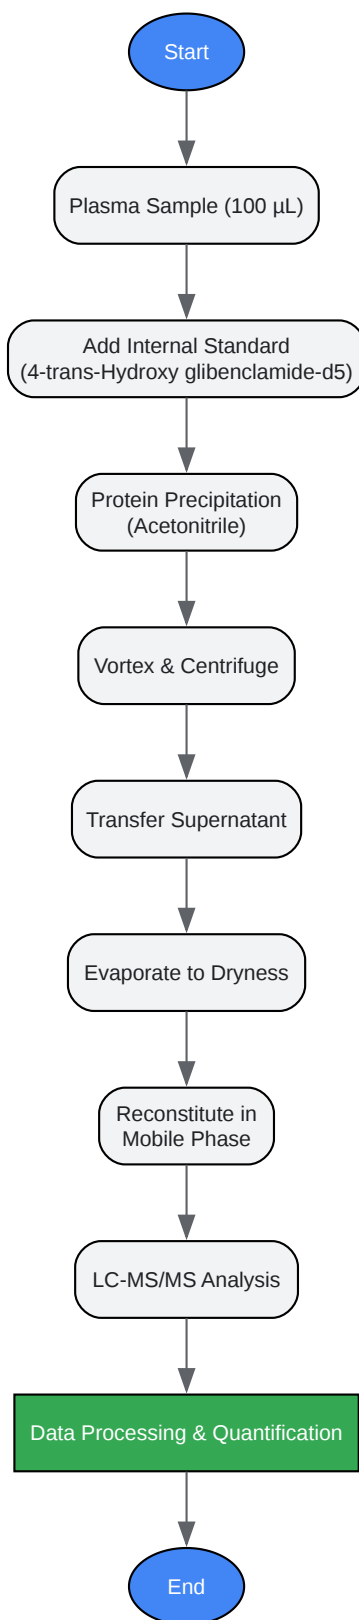 Start
Plasma Sample (100 µL)
Add Internal Standard
(4-trans-Hydroxy glibenclamide-d5)
Protein Precipitation
(Acetonitrile)
Vortex & Centrifuge
Transfer Supernatant
Evaporate to Dryness
Reconstitute in
Mobile Phase
LC-MS/MS Analysis
Data Processing & Quantification
End